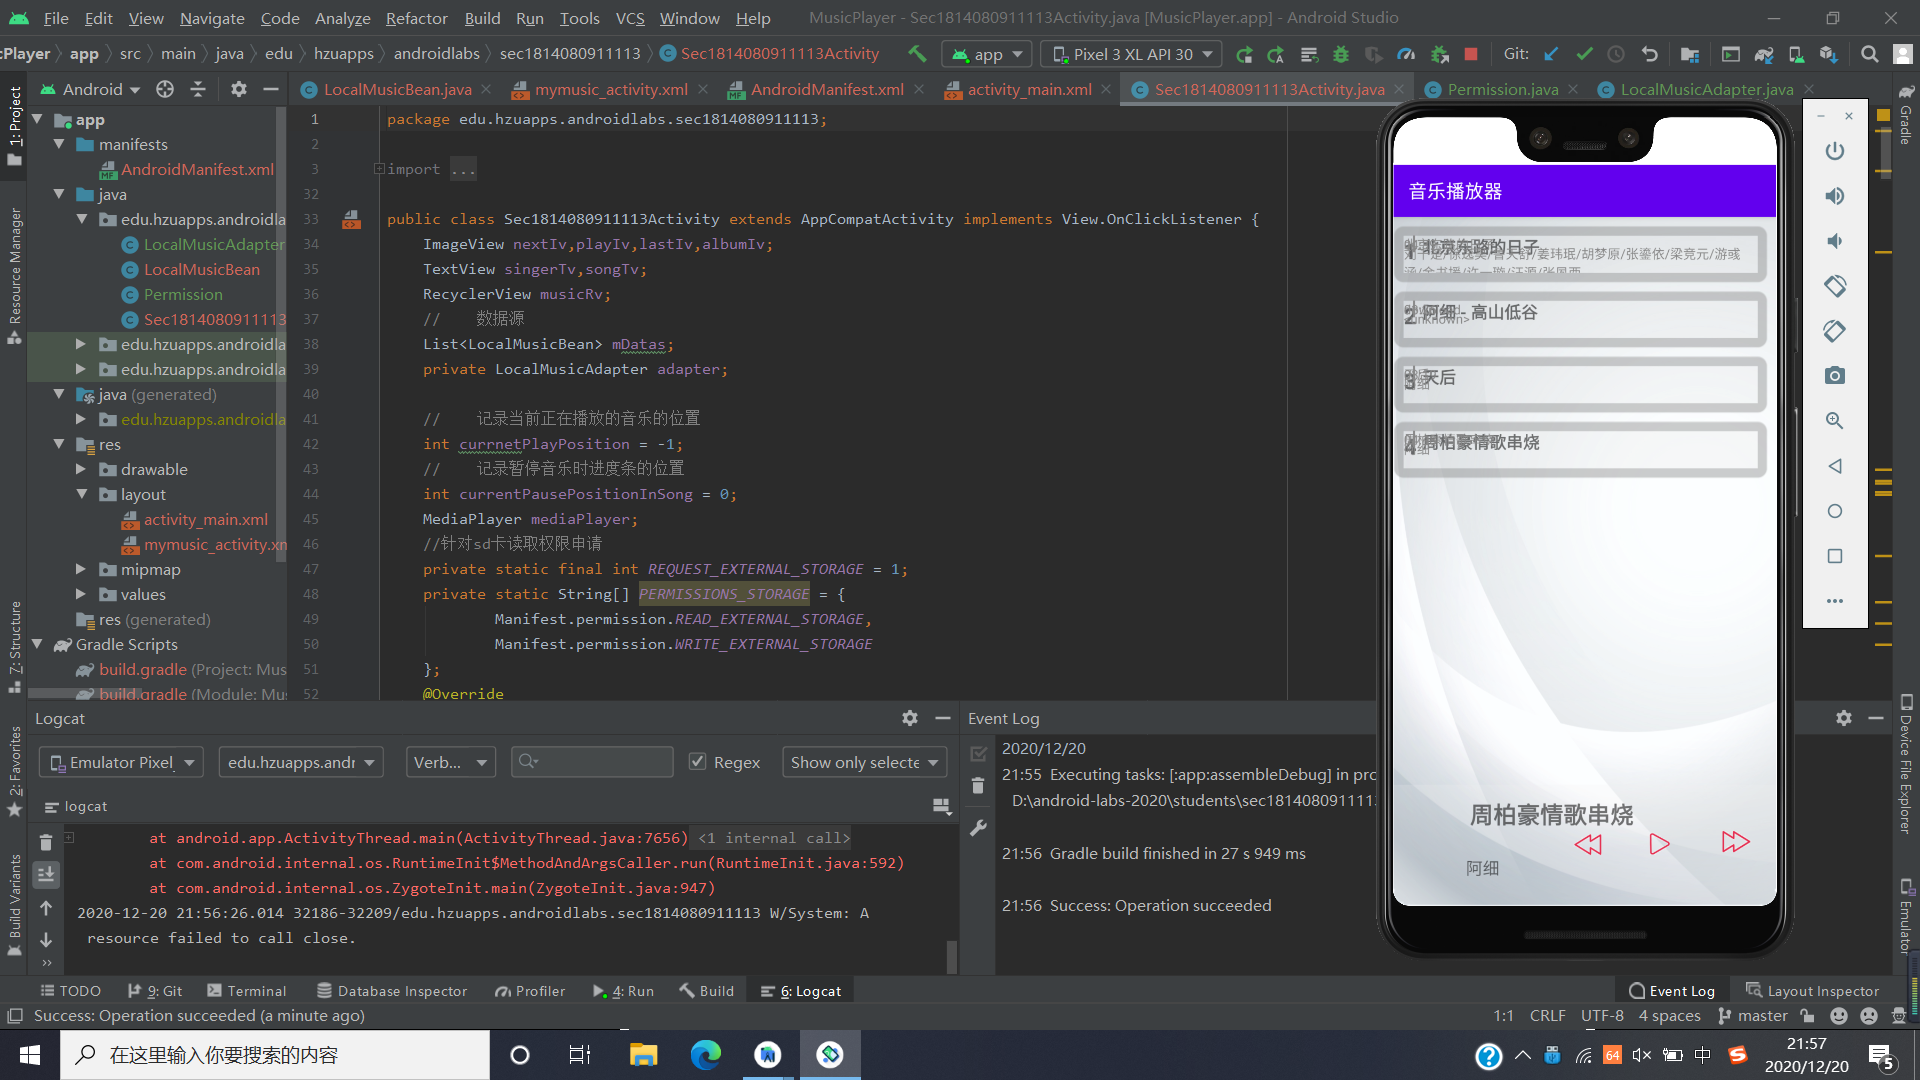 File Edit View Navigate Code Analyze Refactor Build Run Tools VCS Window Help MusicPlayer - Sec1814080911113Activity.java [MusicPlayer.app] - Android Studio
cPlayer app src main java edu hzuapps androidlabs sec1814080911113 Sec1814080911113Activity app Pixel 3 XL API 30 Git:
Android LocalMusicBean.java mymusic_activity.xml AndroidManifest.xml activity_main.xml Sec1814080911113Activity.java Permission.java LocalMusicAdapter.java
1: Project
Resource Manager
Z: Structure
2: Favorites
Build Variants
app
manifests
AndroidManifest.xml
java
edu.hzuapps.androidla
LocalMusicAdapter
LocalMusicBean
Permission
Sec1814080911113
edu.hzuapps.androidla
edu.hzuapps.androidla
java (generated)
edu.hzuapps.androidla
res
drawable
layout
activity_main.xml
mymusic_activity.xn
mipmap
values
res (generated)
Gradle Scripts
build.gradle (Project: Mus
build.gradle (Module: Mu
1 package edu.hzuapps.androidlabs.sec1814080911113;
2
3 import ...
32
33 public class Sec1814080911113Activity extends AppCompatActivity implements View.OnClickListener {
34 ImageView nextIv,playIv,lastIv,albumIv;
35 TextView singerTv,songTv;
36 RecyclerView musicRv;
37 // 数据源
38 List<LocalMusicBean> mDatas;
39 private LocalMusicAdapter adapter;
40
41 // 记录当前正在播放的音乐的位置
42 int currnetPlayPosition = -1;
43 // 记录暂停音乐时进度条的位置
44 int currentPausePositionInSong = 0;
45 MediaPlayer mediaPlayer;
46 //针对sd卡读取权限申请
47 private static final int REQUEST_EXTERNAL_STORAGE = 1;
48 private static String[] PERMISSIONS_STORAGE = {
49 Manifest.permission.READ_EXTERNAL_STORAGE,
50 Manifest.permission.WRITE_EXTERNAL_STORAGE
51 };
52 @Override
音乐播放器
1 北京东路的日子
姜玮珉/胡梦原/张鎏依/梁竞元/游彧
2 阿细 - 高山低谷
<unknown>
3 天后
4 周柏豪情歌串烧
周柏豪情歌串烧
阿细
Gradle
Device File Explorer
Emulator
Logcat
Emulator Pixel edu.hzuapps.andr Verb... Regex Show only selecte
logcat
at android.app.ActivityThread.main(ActivityThread.java:7656) <1 internal call>
at com.android.internal.os.RuntimeInit$MethodAndArgsCaller.run(RuntimeInit.java:592)
at com.android.internal.os.ZygoteInit.main(ZygoteInit.java:947)
2020-12-20 21:56:26.014 32186-32209/edu.hzuapps.androidlabs.sec1814080911113 W/System: A
resource failed to call close.
Event Log
2020/12/20
21:55 Executing tasks: [:app:assembleDebug] in pro
D:\android-labs-2020\students\sec1814080911113
21:56 Gradle build finished in 27 s 949 ms
21:56 Success: Operation succeeded
TODO 9: Git Terminal Database Inspector Profiler 4: Run Build 6: Logcat Event Log Layout Inspector
Success: Operation succeeded (a minute ago) 1:1 CRLF UTF-8 4 spaces master
在这里输入你要搜索的内容 64 中 21:57
2020/12/20 5